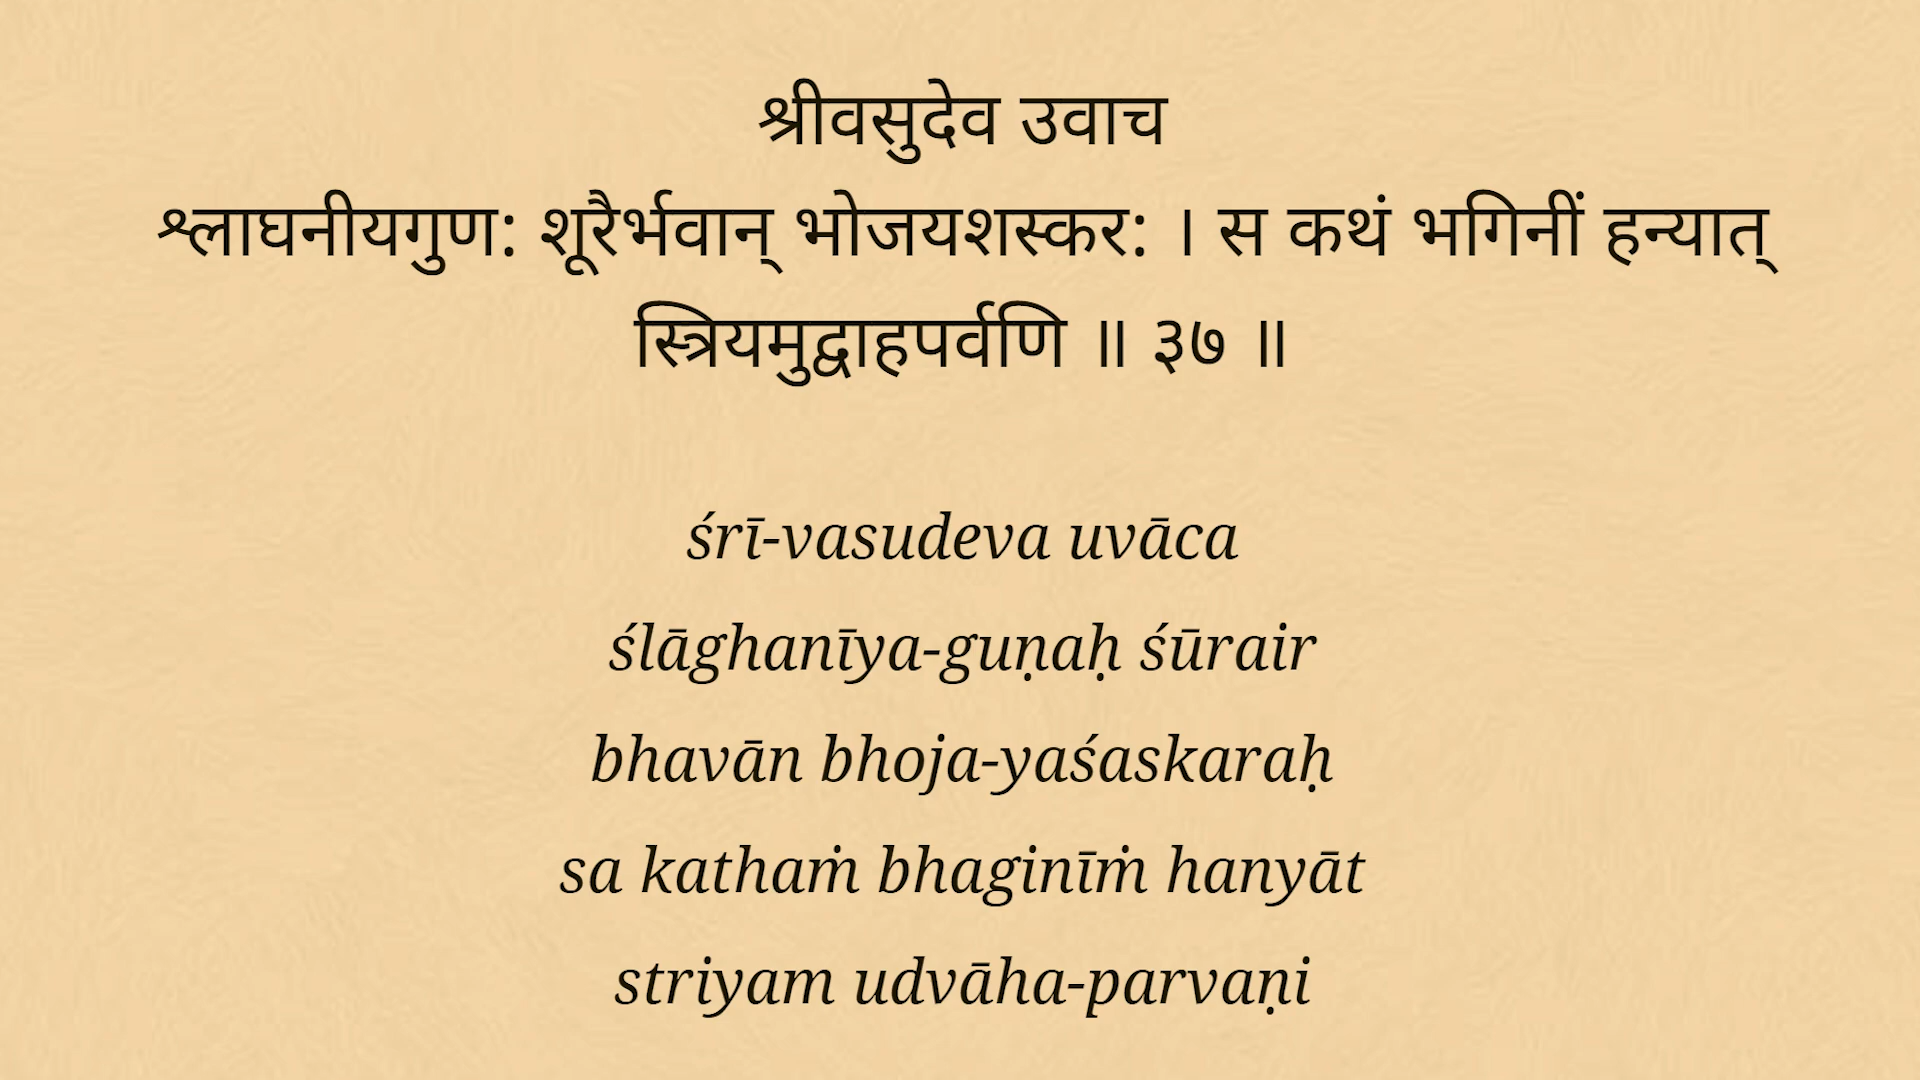 श्रीवसुदेव उवाच
श्लाघनीयगुण: शूरैर्भवान् भोजयशस्कर: । स कथं भगिनीं हन्यात्
स्त्रियमुद्वाहपर्वणि ॥ ३७ ॥
śrī-vasudeva uvāca
ślāghanīya-guṇaḥ śūrair
bhavān bhoja-yaśaskaraḥ
sa kathaṁ bhaginīṁ hanyāt
striyam udvāha-parvaṇi